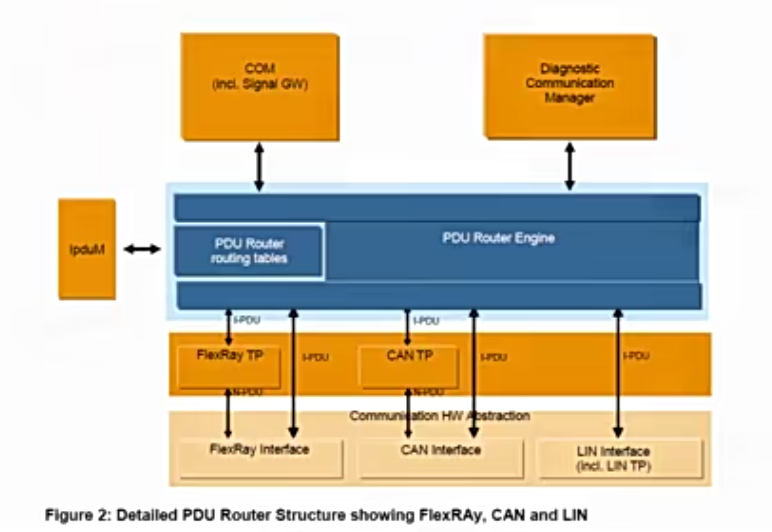 COM
(incl. Signal GW)
Diagnostic
Communication
Manager
IpduM
PDU Router
routing tables
PDU Router Engine
I-PDU
I-PDU
FlexRay TP
I-PDU
CAN TP
I-PDU
I-PDU
N-PDU
N-PDU
Communication HW Abstraction
FlexRay Interface
CAN Interface
LIN Interface
(incl. LIN TP)
Figure 2: Detailed PDU Router Structure showing FlexRAy, CAN and LIN